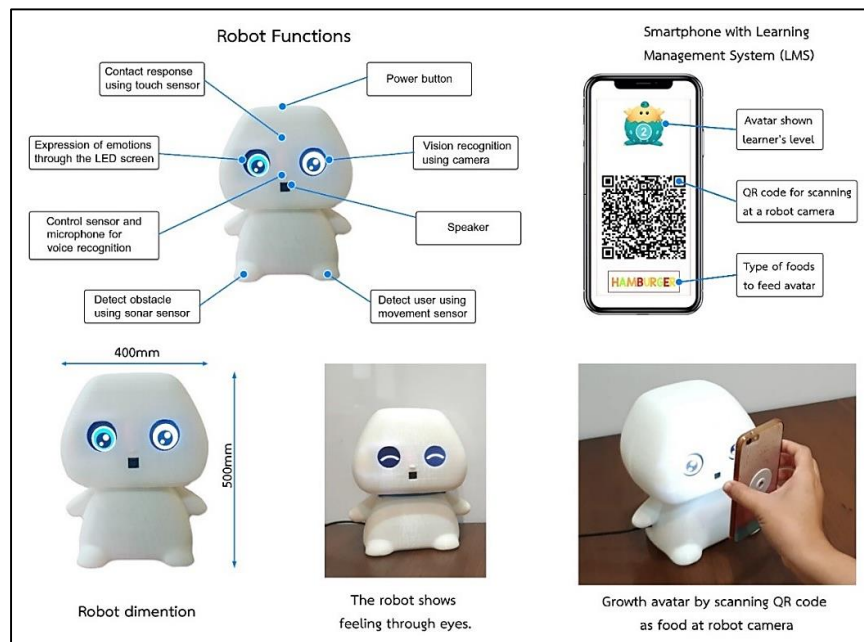 Robot Functions
Smartphone with Learning
Management System (LMS)
Contact response
using touch sensor
Power button
Expression of emotions
through the LED screen
Vision recognition
using camera
Control sensor and
microphone for
voice recognition
Speaker
Detect obstacle
using sonar sensor
Detect user using
movement sensor
2
Avatar shown
learner's level
QR code for scanning
at a robot camera
HAMBURGER
Type of foods
to feed avatar
400mm
500mm
Robot dimention
The robot shows
feeling through eyes.
Growth avatar by scanning QR code
as food at robot camera